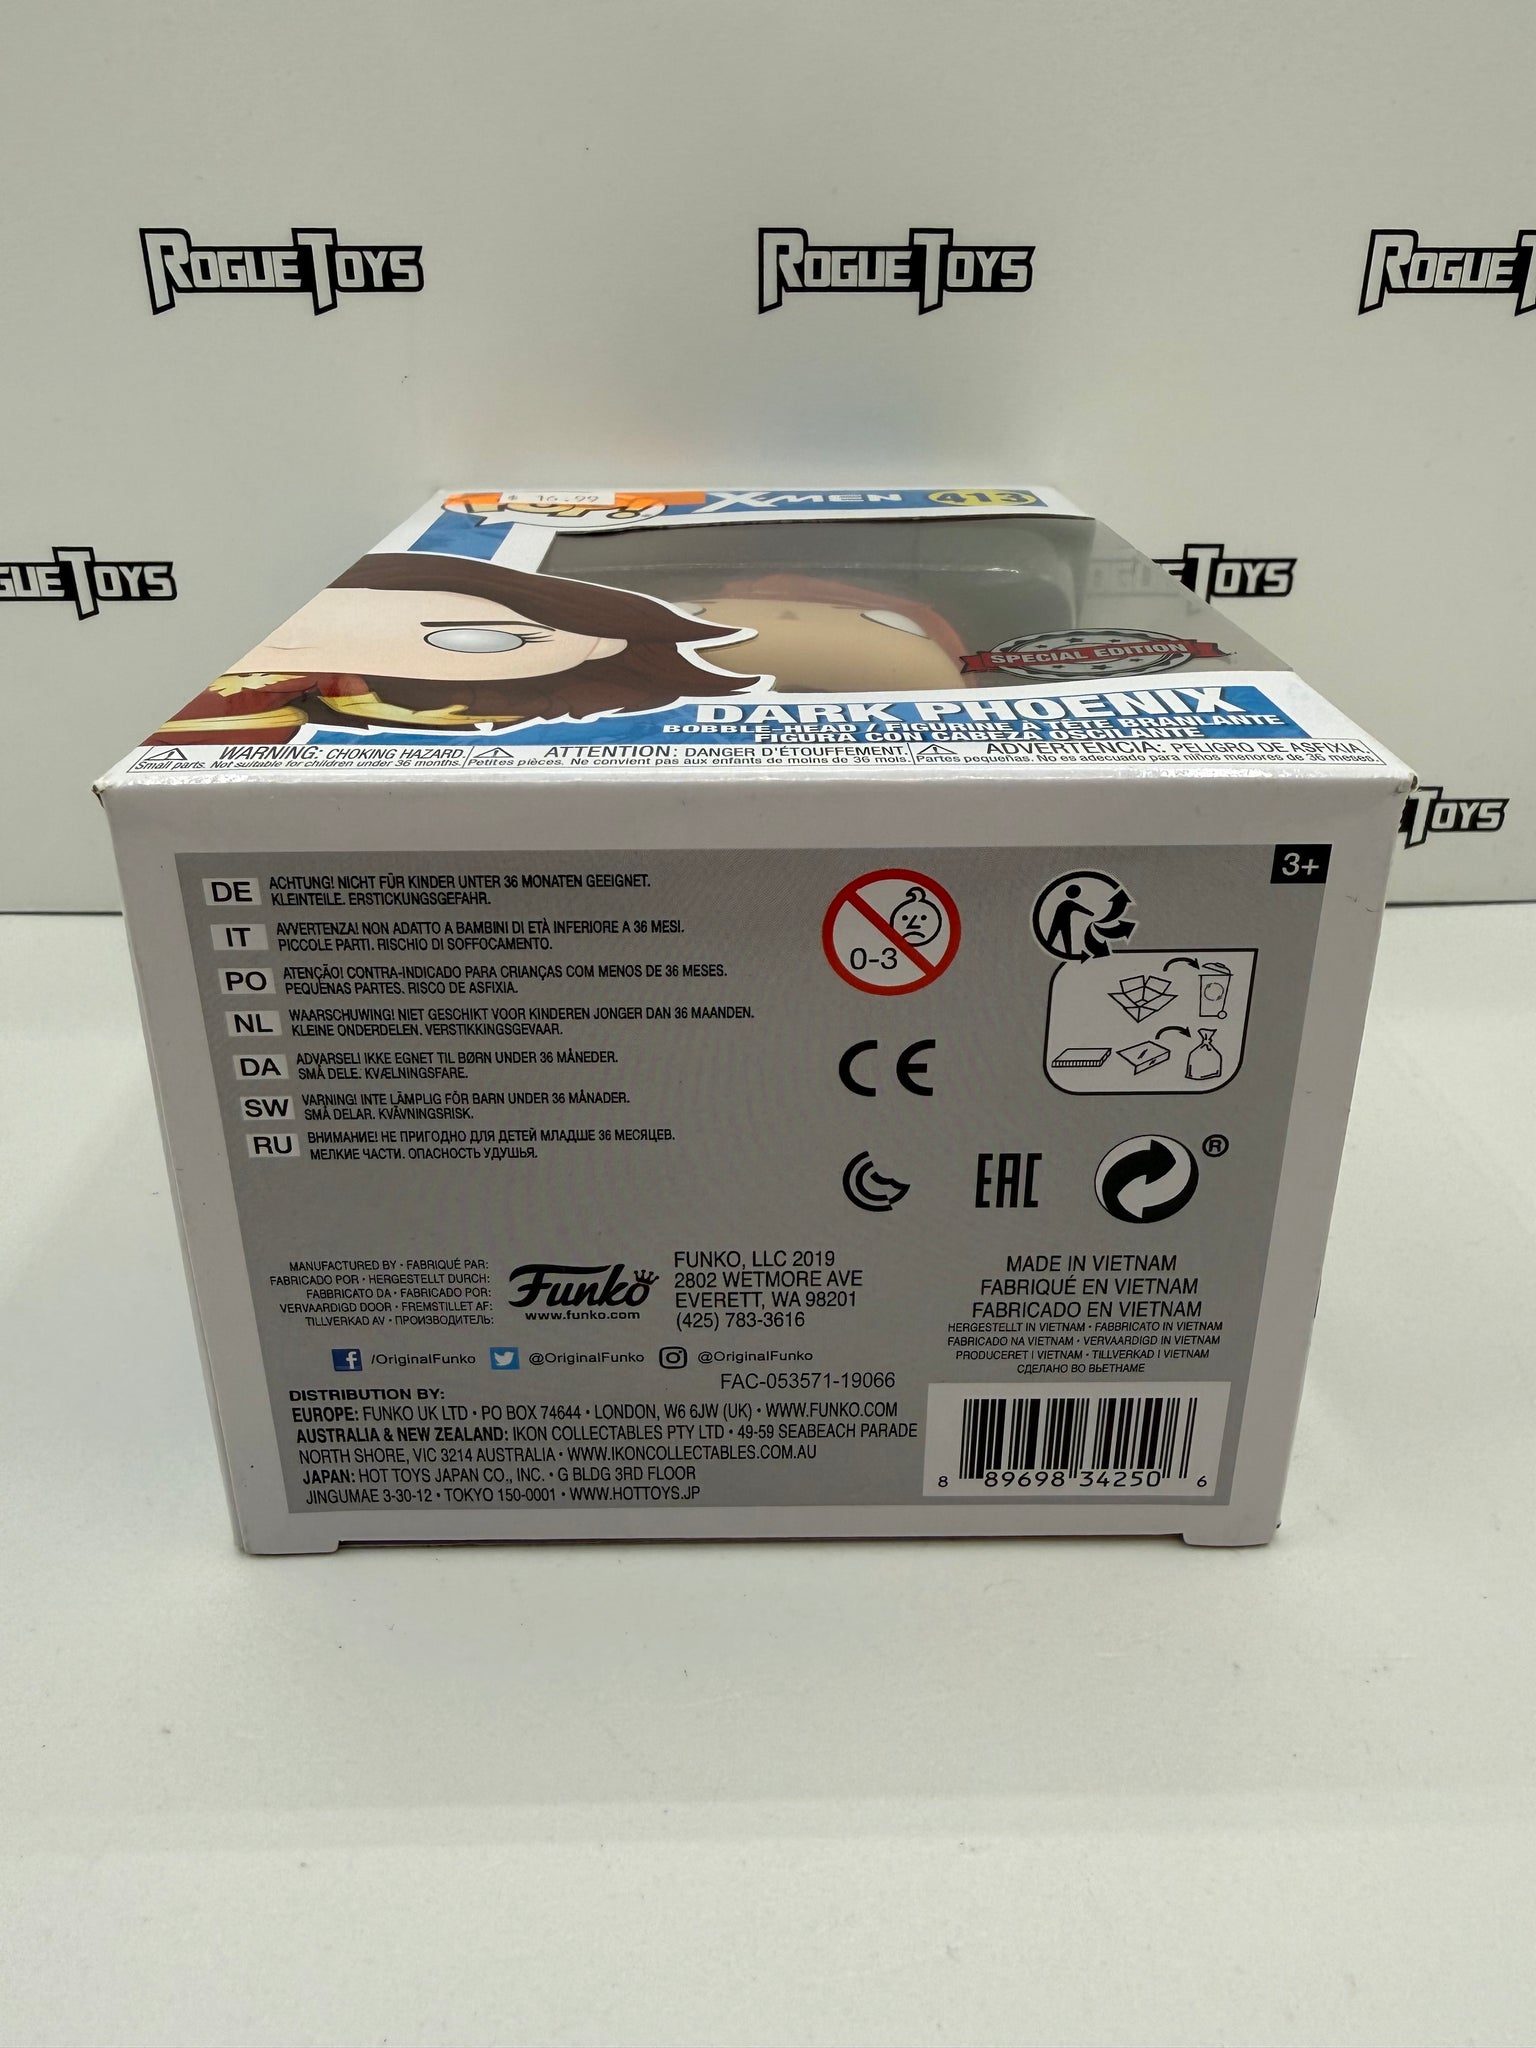 ROGUE TOYS
ROGUE TOYS
ROGUE
GUE TOYS
TOYS
TOYS
$ 16.99
POP!
X-MEN
413
SPECIAL EDITION
DARK PHOENIX
BOBBLE-HEAD / FIGURINE À TÊTE BRANLANTE
FIGURA CON CABEZA OSCILANTE
WARNING: CHOKING HAZARD.
Small parts. Not suitable for children under 36 months.
ATTENTION: DANGER D'ÉTOUFFEMENT.
Petites pièces. Ne convient pas aux enfants de moins de 36 mois.
ADVERTENCIA: PELIGRO DE ASFIXIA.
Partes pequeñas. No es adecuado para niños menores de 36 meses.
3+
DE ACHTUNG! NICHT FÜR KINDER UNTER 36 MONATEN GEEIGNET.
KLEINTEILE. ERSTICKUNGSGEFAHR.
IT AVVERTENZA! NON ADATTO A BAMBINI DI ETÀ INFERIORE A 36 MESI.
PICCOLE PARTI. RISCHIO DI SOFFOCAMENTO.
PO ATENÇÃO! CONTRA-INDICADO PARA CRIANÇAS COM MENOS DE 36 MESES.
PEQUENAS PARTES. RISCO DE ASFIXIA.
NL WAARSCHUWING! NIET GESCHIKT VOOR KINDEREN JONGER DAN 36 MAANDEN.
KLEINE ONDERDELEN. VERSTIKKINGSGEVAAR.
DA ADVARSEL! IKKE EGNET TIL BØRN UNDER 36 MÅNEDER.
SMÅ DELE. KVÆLNINGSFARE.
SW VARNING! INTE LÄMPLIG FÖR BARN UNDER 36 MÅNADER.
SMÅ DELAR. KVÄVNINGSRISK.
RU ВНИМАНИЕ! НЕ ПРИГОДНО ДЛЯ ДЕТЕЙ МЛАДШЕ 36 МЕСЯЦЕВ.
МЕЛКИЕ ЧАСТИ. ОПАСНОСТЬ УДУШЬЯ.
0-3
CE
EAC
®
MANUFACTURED BY • FABRIQUÉ PAR:
FABRICADO POR • HERGESTELLT DURCH:
FABBRICATO DA • FABRICADO POR:
VERVAARDIGD DOOR • FREMSTILLET AF:
TILLVERKAD AV • ПРОИЗВОДИТЕЛЬ:
Funko
www.funko.com
FUNKO, LLC 2019
2802 WETMORE AVE
EVERETT, WA 98201
(425) 783-3616
MADE IN VIETNAM
FABRIQUÉ EN VIETNAM
FABRICADO EN VIETNAM
HERGESTELLT IN VIETNAM • FABBRICATO IN VIETNAM
FABRICADO NA VIETNAM • VERVAARDIGD IN VIETNAM
PRODUCERET I VIETNAM • TILLVERKAD I VIETNAM
СДЕЛАНО ВО ВЬЕТНАМЕ
/OriginalFunko @OriginalFunko @OriginalFunko
FAC-053571-19066
DISTRIBUTION BY:
EUROPE: FUNKO UK LTD • PO BOX 74644 • LONDON, W6 6JW (UK) • WWW.FUNKO.COM
AUSTRALIA & NEW ZEALAND: IKON COLLECTABLES PTY LTD • 49-59 SEABEACH PARADE
NORTH SHORE, VIC 3214 AUSTRALIA • WWW.IKONCOLLECTABLES.COM.AU
JAPAN: HOT TOYS JAPAN CO., INC. • G BLDG 3RD FLOOR
JINGUMAE 3-30-12 • TOKYO 150-0001 • WWW.HOTTOYS.JP
8 89698 34250 6